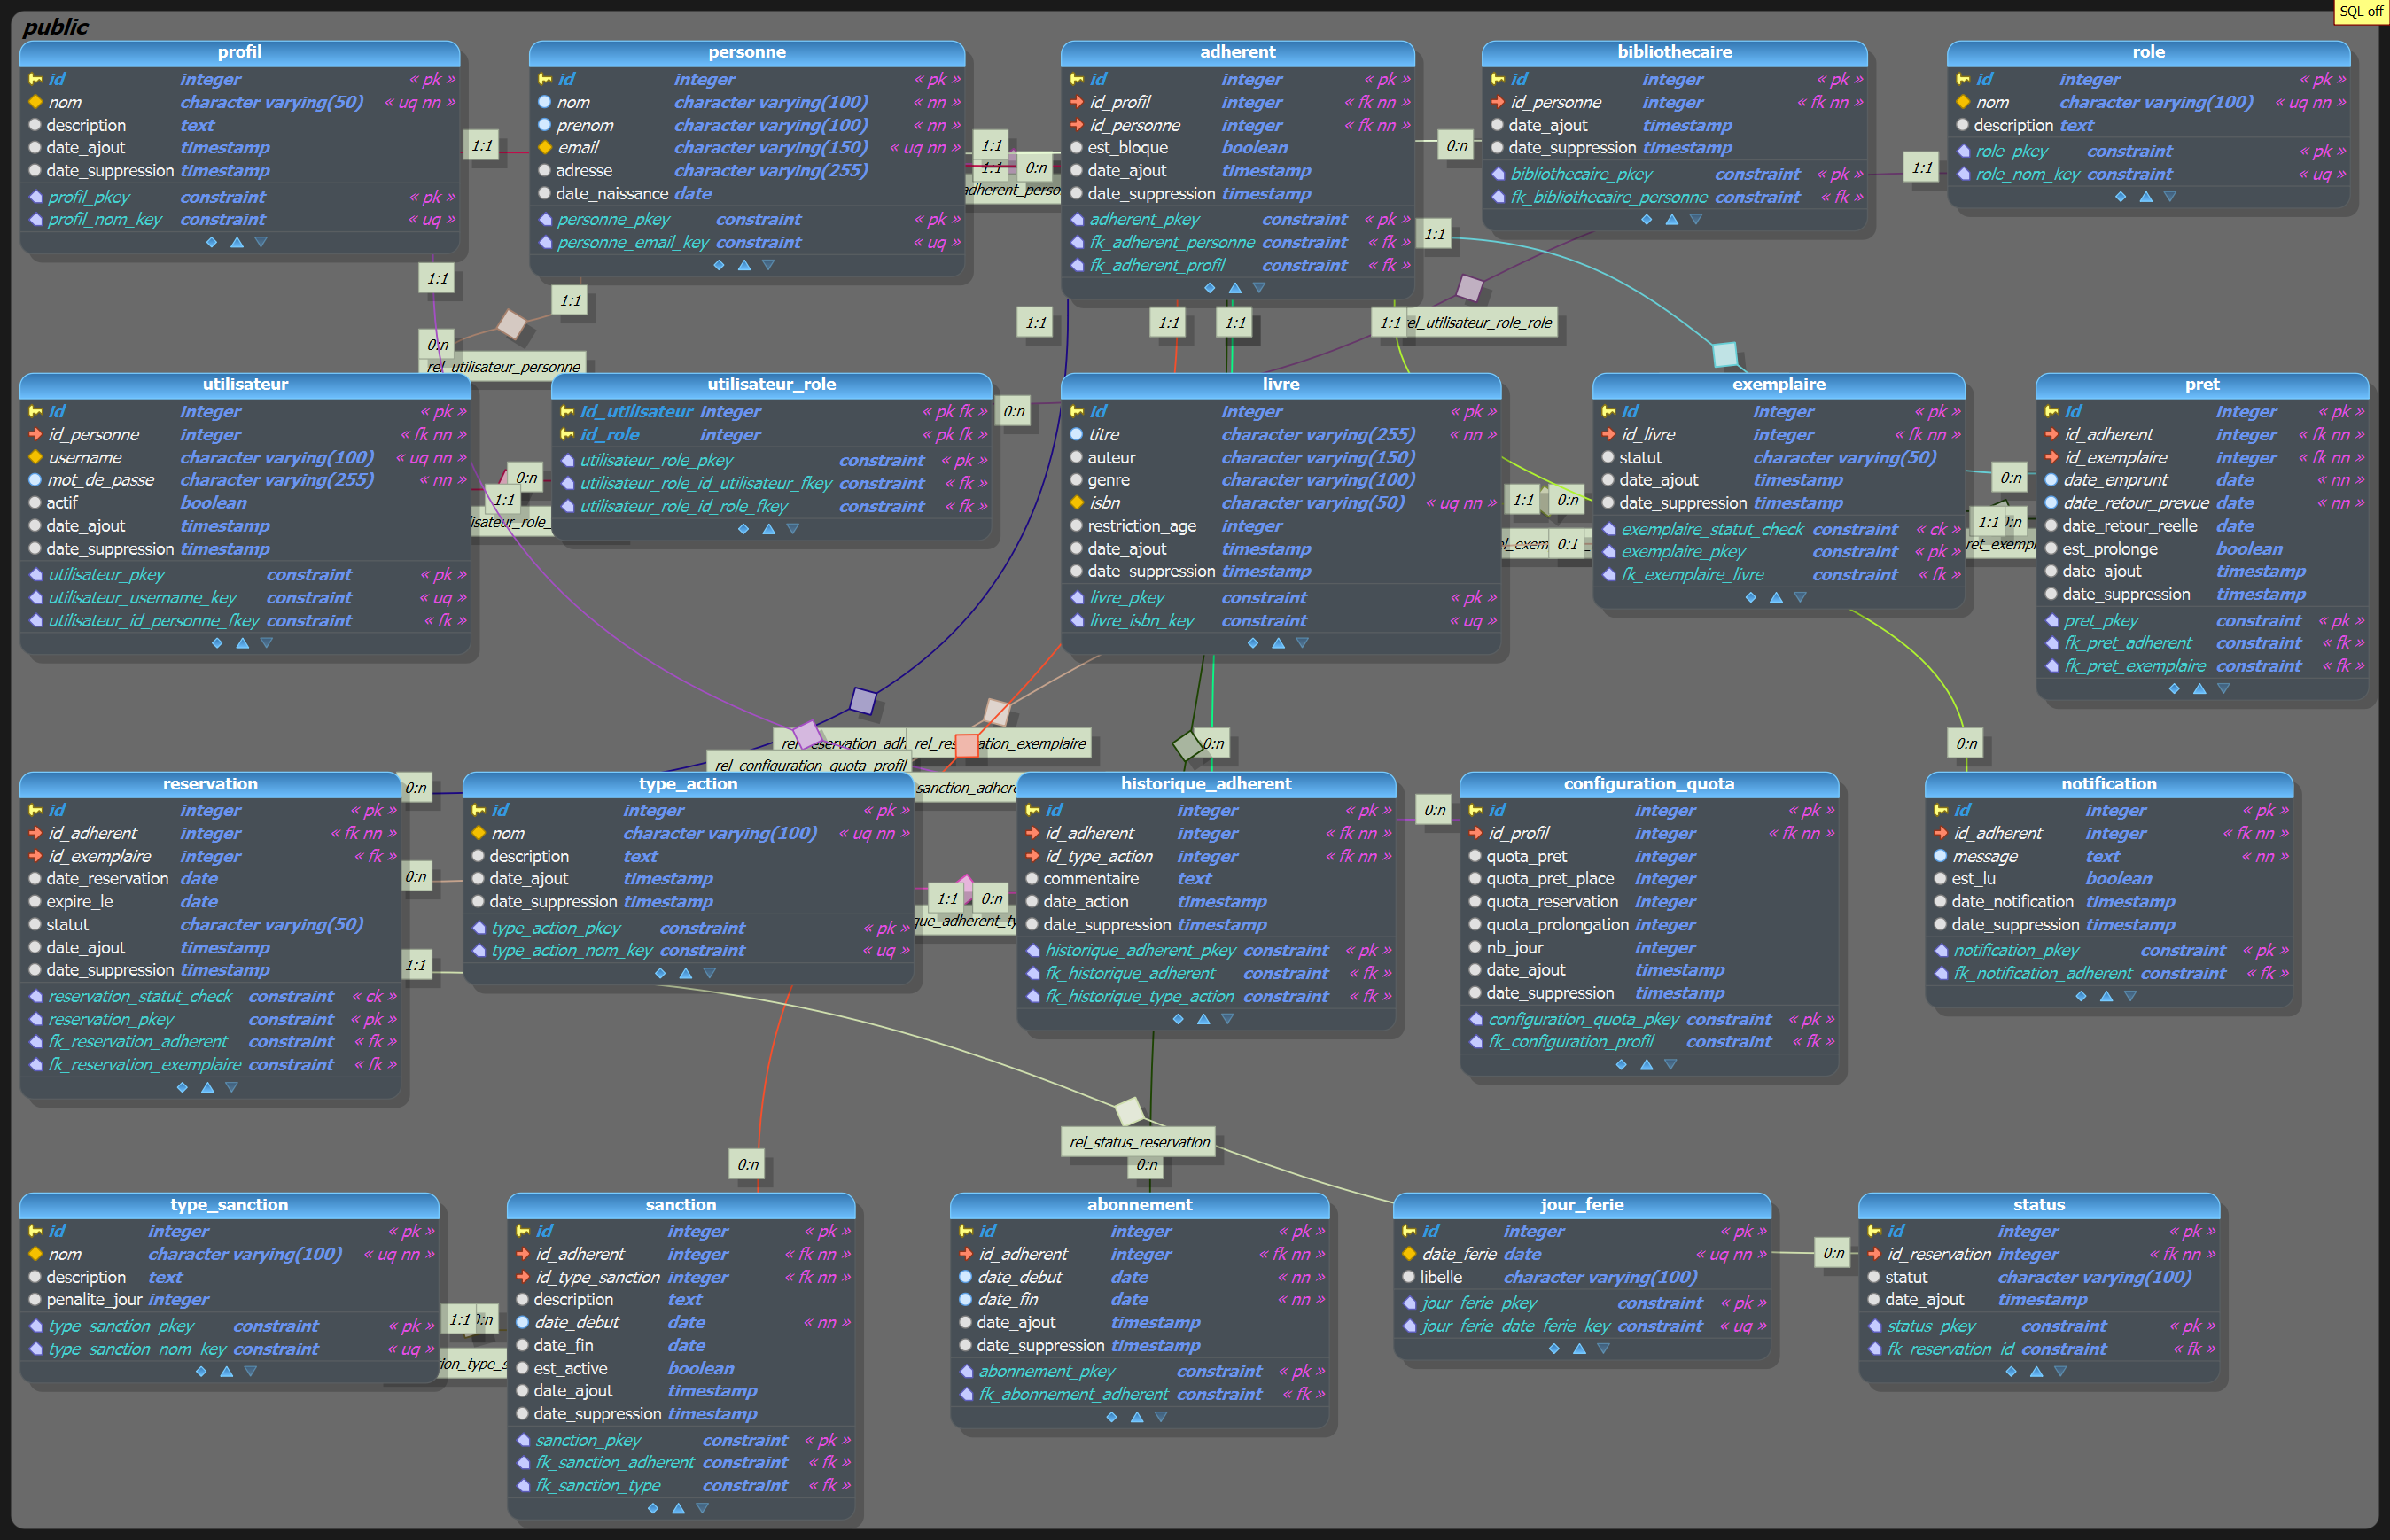 SQL off
public
profil
id integer « pk »
nom character varying(50) « uq nn »
description text
date_ajout timestamp
date_suppression timestamp
profil_pkey constraint « pk »
profil_nom_key constraint « uq »
personne
id integer « pk »
nom character varying(100) « nn »
prenom character varying(100) « nn »
email character varying(150) « uq nn »
adresse character varying(255)
date_naissance date
personne_pkey constraint « pk »
personne_email_key constraint « uq »
adherent
id integer « pk »
id_profil integer « fk nn »
id_personne integer « fk nn »
est_bloque boolean
date_ajout timestamp
date_suppression timestamp
adherent_pkey constraint « pk »
fk_adherent_personne constraint « fk »
fk_adherent_profil constraint « fk »
bibliothecaire
id integer « pk »
id_personne integer « fk nn »
date_ajout timestamp
date_suppression timestamp
bibliothecaire_pkey constraint « pk »
fk_bibliothecaire_personne constraint « fk »
role
id integer « pk »
nom character varying(100) « uq nn »
description text
role_pkey constraint « pk »
role_nom_key constraint « uq »
1:1
1:1
1:1
0:n
adherent_perso
0:n
1:1
1:1
1:1
1:1
0:n
rel_utilisateur_personne
1:1
1:1
1:1
1:1
el_utilisateur_role_role
utilisateur
id integer « pk »
id_personne integer « fk nn »
username character varying(100) « uq nn »
mot_de_passe character varying(255) « nn »
actif boolean
date_ajout timestamp
date_suppression timestamp
utilisateur_pkey constraint « pk »
utilisateur_username_key constraint « uq »
utilisateur_id_personne_fkey constraint « fk »
utilisateur_role
id_utilisateur integer « pk fk »
id_role integer « pk fk »
utilisateur_role_pkey constraint « pk »
utilisateur_role_id_utilisateur_fkey constraint « fk »
utilisateur_role_id_role_fkey constraint « fk »
livre
id integer « pk »
titre character varying(255) « nn »
auteur character varying(150)
genre character varying(100)
isbn character varying(50) « uq nn »
restriction_age integer
date_ajout timestamp
date_suppression timestamp
livre_pkey constraint « pk »
livre_isbn_key constraint « uq »
exemplaire
id integer « pk »
id_livre integer « fk nn »
statut character varying(50)
date_ajout timestamp
date_suppression timestamp
exemplaire_statut_check constraint « ck »
exemplaire_pkey constraint « pk »
fk_exemplaire_livre constraint « fk »
pret
id integer « pk »
id_adherent integer « fk nn »
id_exemplaire integer « fk nn »
date_emprunt date « nn »
date_retour_prevue date « nn »
date_retour_reelle date
est_prolonge boolean
date_ajout timestamp
date_suppression timestamp
pret_pkey constraint « pk »
fk_pret_adherent constraint « fk »
fk_pret_exemplaire constraint « fk »
0:n
0:n
1:1
lisateur_role_
1:1
0:n
el_exem
0:1
0:n
1:1
:n
ret_exempl
rel_reservation_adh
rel_res
ation_exemplaire
0:n
0:n
rel_configuration_quota_profil
sanction_adhere
reservation
id integer « pk »
id_adherent integer « fk nn »
id_exemplaire integer « fk »
date_reservation date
expire_le date
statut character varying(50)
date_ajout timestamp
date_suppression timestamp
reservation_statut_check constraint « ck »
reservation_pkey constraint « pk »
fk_reservation_adherent constraint « fk »
fk_reservation_exemplaire constraint « fk »
0:n
0:n
1:1
type_action
id integer « pk »
nom character varying(100) « uq nn »
description text
date_ajout timestamp
date_suppression timestamp
type_action_pkey constraint « pk »
type_action_nom_key constraint « uq »
1:1
0:n
que_adherent_ty
historique_adherent
id integer « pk »
id_adherent integer « fk nn »
id_type_action integer « fk nn »
commentaire text
date_action timestamp
date_suppression timestamp
historique_adherent_pkey constraint « pk »
fk_historique_adherent constraint « fk »
fk_historique_type_action constraint « fk »
0:n
configuration_quota
id integer « pk »
id_profil integer « fk nn »
quota_pret integer
quota_pret_place integer
quota_reservation integer
quota_prolongation integer
nb_jour integer
date_ajout timestamp
date_suppression timestamp
configuration_quota_pkey constraint « pk »
fk_configuration_profil constraint « fk »
notification
id integer « pk »
id_adherent integer « fk nn »
message text « nn »
est_lu boolean
date_notification timestamp
date_suppression timestamp
notification_pkey constraint « pk »
fk_notification_adherent constraint « fk »
rel_status_reservation
0:n
0:n
type_sanction
id integer « pk »
nom character varying(100) « uq nn »
description text
penalite_jour integer
type_sanction_pkey constraint « pk »
type_sanction_nom_key constraint « uq »
1:1
:n
ion_type_s
sanction
id integer « pk »
id_adherent integer « fk nn »
id_type_sanction integer « fk nn »
description text
date_debut date « nn »
date_fin date
est_active boolean
date_ajout timestamp
date_suppression timestamp
sanction_pkey constraint « pk »
fk_sanction_adherent constraint « fk »
fk_sanction_type constraint « fk »
abonnement
id integer « pk »
id_adherent integer « fk nn »
date_debut date « nn »
date_fin date « nn »
date_ajout timestamp
date_suppression timestamp
abonnement_pkey constraint « pk »
fk_abonnement_adherent constraint « fk »
jour_ferie
id integer « pk »
date_ferie date « uq nn »
libelle character varying(100)
jour_ferie_pkey constraint « pk »
jour_ferie_date_ferie_key constraint « uq »
0:n
status
id integer « pk »
id_reservation integer « fk nn »
statut character varying(100)
date_ajout timestamp
status_pkey constraint « pk »
fk_reservation_id constraint « fk »